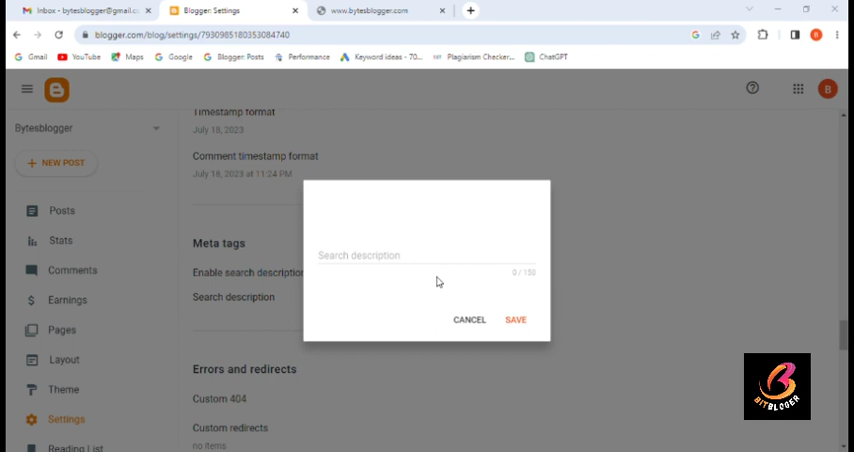 Inbox - bytesblogger@gmail.c
Blogger: Settings
www.bytesblogger.com
blogger.com/blog/settings/7930985180353084740
B
Gmail
YouTube
Maps
Google
Blogger: Posts
Performance
Keyword ideas - 70...
Plagiarism Checker...
ChatGPT
B
Bytesblogger
NEW POST
Posts
Stats
Comments
Earnings
Pages
Layout
Theme
Settings
Reading List
Timestamp format
July 18, 2023
Comment timestamp format
July 18, 2023 at 11:24 PM
Meta tags
Enable search description
Search description
Errors and redirects
Custom 404
Custom redirects
no items
Search description
0 / 150
CANCEL
SAVE
BITBLOGER